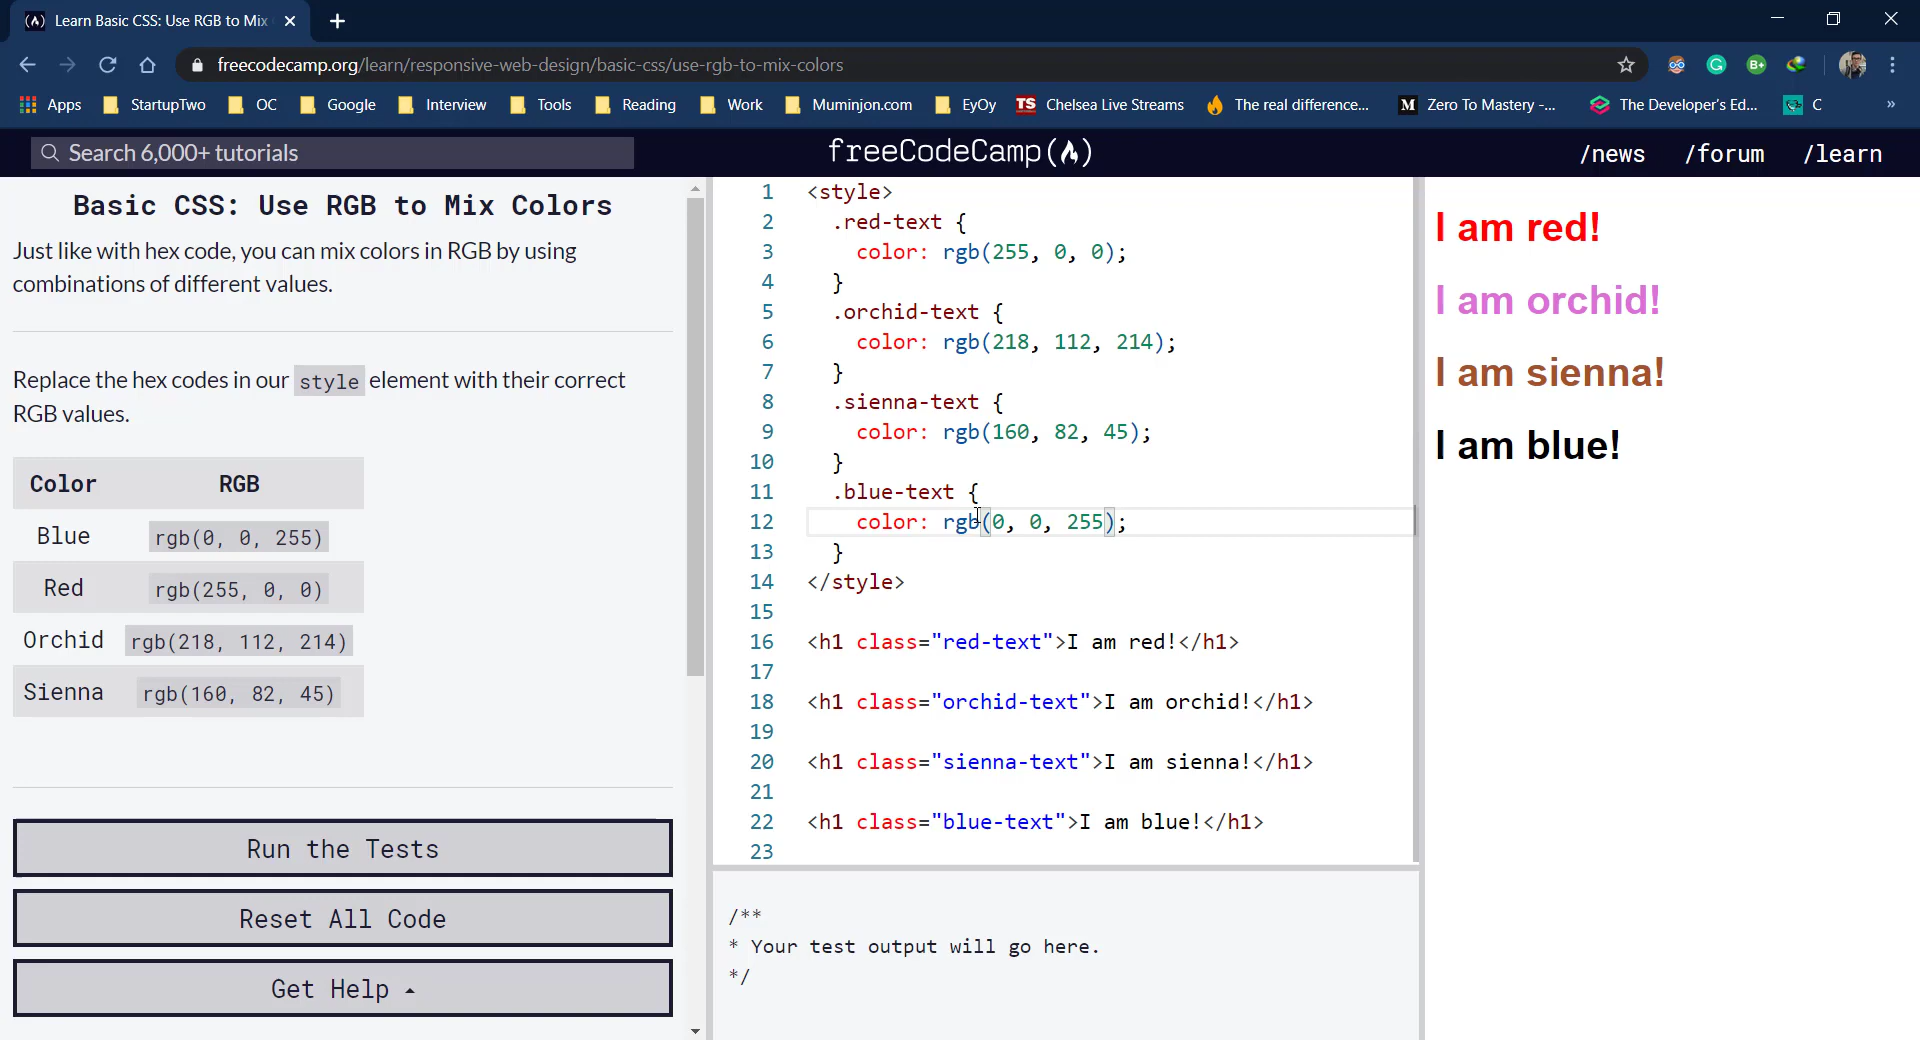 Learn Basic CSS: Use RGB to Mix
freecodecamp.org/learn/responsive-web-design/basic-css/use-rgb-to-mix-colors
Apps StartupTwo OC Google Interview Tools Reading Work Muminjon.com EyOy TS Chelsea Live Streams The real difference... M Zero To Mastery -... The Developer's Ed... C »
Search 6,000+ tutorials
freeCodeCamp
/news /forum /learn
Basic CSS: Use RGB to Mix Colors
Just like with hex code, you can mix colors in RGB by using
combinations of different values.
Replace the hex codes in our style element with their correct
RGB values.
Color RGB
Blue rgb(0, 0, 255)
Red rgb(255, 0, 0)
Orchid rgb(218, 112, 214)
Sienna rgb(160, 82, 45)
Run the Tests
Reset All Code
Get Help
1 <style>
2 .red-text {
3 color: rgb(255, 0, 0);
4 }
5 .orchid-text {
6 color: rgb(218, 112, 214);
7 }
8 .sienna-text {
9 color: rgb(160, 82, 45);
10 }
11 .blue-text {
12 color: rgb(0, 0, 255);
13 }
14 </style>
15
16 <h1 class="red-text">I am red!</h1>
17
18 <h1 class="orchid-text">I am orchid!</h1>
19
20 <h1 class="sienna-text">I am sienna!</h1>
21
22 <h1 class="blue-text">I am blue!</h1>
23
/**
* Your test output will go here.
*/
I am red!
I am orchid!
I am sienna!
I am blue!